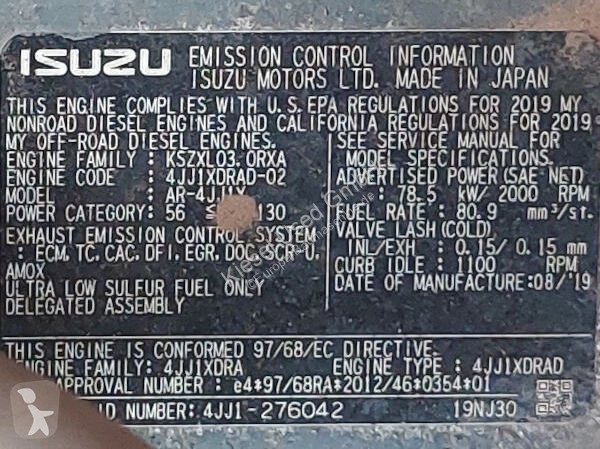 ISUZU EMISSION CONTROL INFORMATION
ISUZU MOTORS LTD. MADE IN JAPAN
THIS ENGINE COMPLIES WITH U.S.EPA REGULATIONS FOR 2019 MY
NONROAD DIESEL ENGINES AND CALIFORNIA REGULATIONS FOR 2019
MY OFF-ROAD DIESEL ENGINES.
ENGINE FAMILY : KSZXL03.0RXA
ENGINE CODE : 4JJ1XDRAD-02
MODEL : AR-4JJ1X
POWER CATEGORY: 56 ≤ 130
EXHAUST EMISSION CONTROL SYSTEM
: ECM, TC, CAC, DFI, EGR, DOC, SCR-U,
AMOX
ULTRA LOW SULFUR FUEL ONLY
DELEGATED ASSEMBLY
SEE SERVICE MANUAL FOR
MODEL SPECIFICATIONS.
ADVERTISED POWER(SAE NET)
: 78.5 kW/ 2000 RPM
FUEL RATE: 80.9 mm³/st.
VALVE LASH (COLD)
INL/EXH : 0.15/ 0.15 mm
CURB IDLE : 1100 RPM
DATE OF MANUFACTURE:08/'19
THIS ENGINE IS CONFORMED 97/68/EC DIRECTIVE.
ENGINE FAMILY : 4JJ1XDRA ENGINE TYPE : 4JJ1XDRAD
APPROVAL NUMBER : e4*97/68RA*2012/46*0354*01
ID NUMBER: 4JJ1-276042 19NJ30